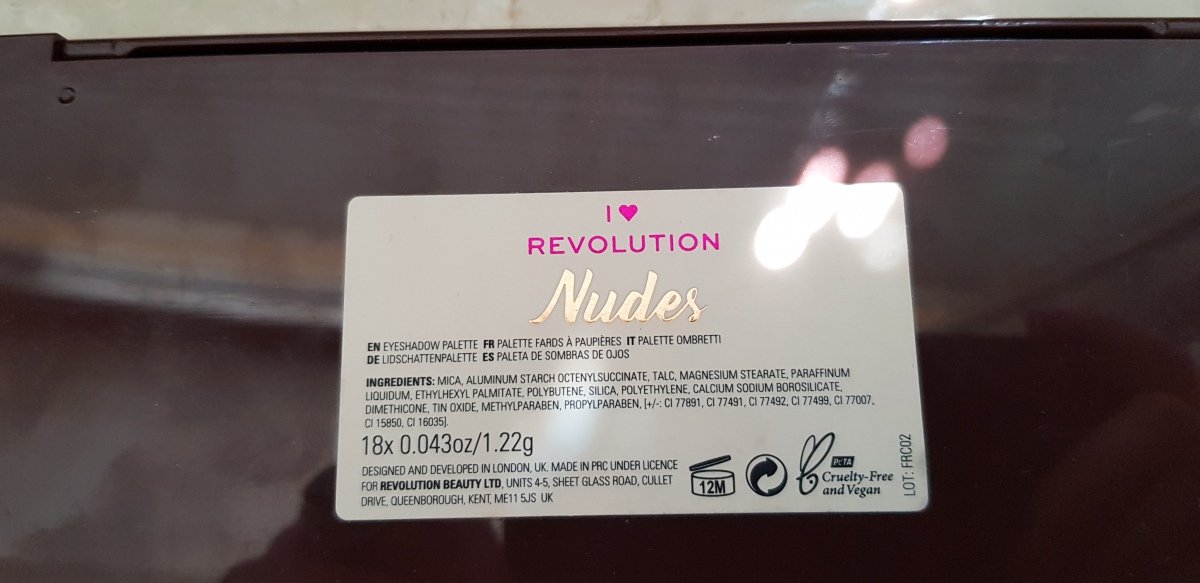 I ♥
REVOLUTION
Nudes
EN EYESHADOW PALETTE FR PALETTE FARDS À PAUPIÈRES IT PALETTE OMBRETTI
DE LIDSCHATTENPALETTE ES PALETA DE SOMBRAS DE OJOS
INGREDIENTS: MICA, ALUMINUM STARCH OCTENYLSUCCINATE, TALC, MAGNESIUM STEARATE, PARAFFINUM
LIQUIDUM, ETHYLHEXYL PALMITATE, POLYBUTENE, SILICA, POLYETHYLENE, CALCIUM SODIUM BOROSILICATE,
DIMETHICONE, TIN OXIDE, METHYLPARABEN, PROPYLPARABEN, [+/-: CI 77891, CI 77491, CI 77492, CI 77499, CI 77007,
CI 15850, CI 16035].
18x 0.043oz/1.22g
DESIGNED AND DEVELOPED IN LONDON, UK. MADE IN PRC UNDER LICENCE
FOR REVOLUTION BEAUTY LTD, UNITS 4-5, SHEET GLASS ROAD, CULLET
DRIVE, QUEENBOROUGH, KENT, ME11 5JS UK
12M
PETA
Cruelty-Free
and Vegan
LOT: FRC02